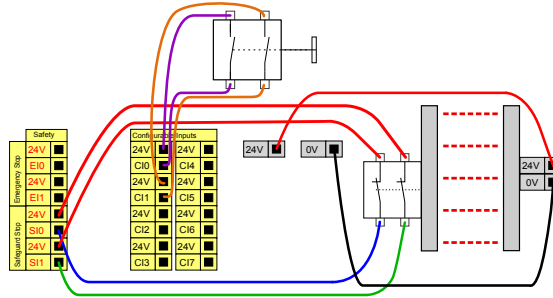 Safety
Emergency Stop
24V
EI0
24V
EI1
Safeguard Stop
24V
SI0
24V
SI1
Configurable Inputs
24V 24V
CI0 CI4
24V 24V
CI1 CI5
24V 24V
CI2 CI6
24V 24V
CI3 CI7
24V 0V
24V
0V